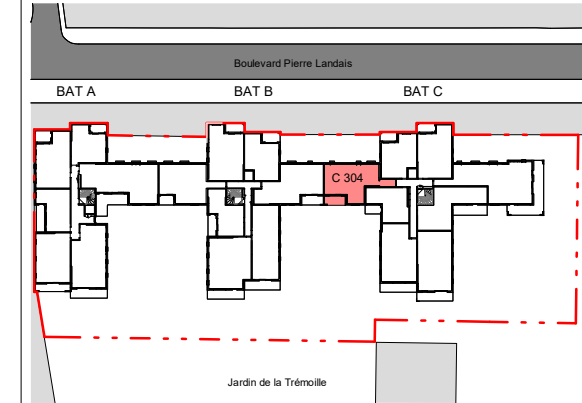 Boulevard Pierre Landais
BAT A BAT B BAT C
C 304
Jardin de la Trémoille